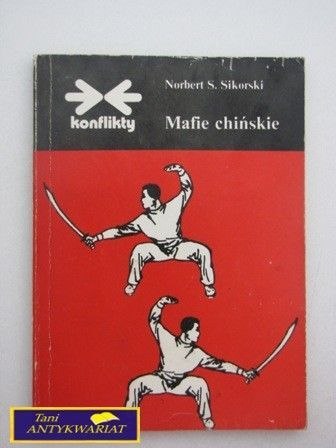 Norbert S. Sikorski
konflikty
Mafie chińskie
Tani
ANTYKWARIAT